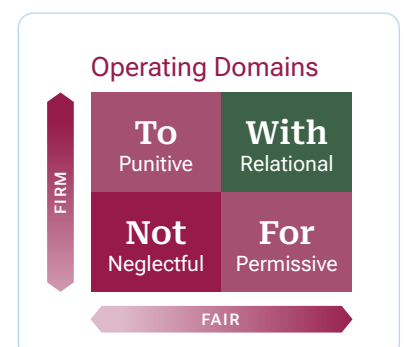 Operating Domains
FIRM
To
Punitive
With
Relational
Not
Neglectful
For
Permissive
FAIR